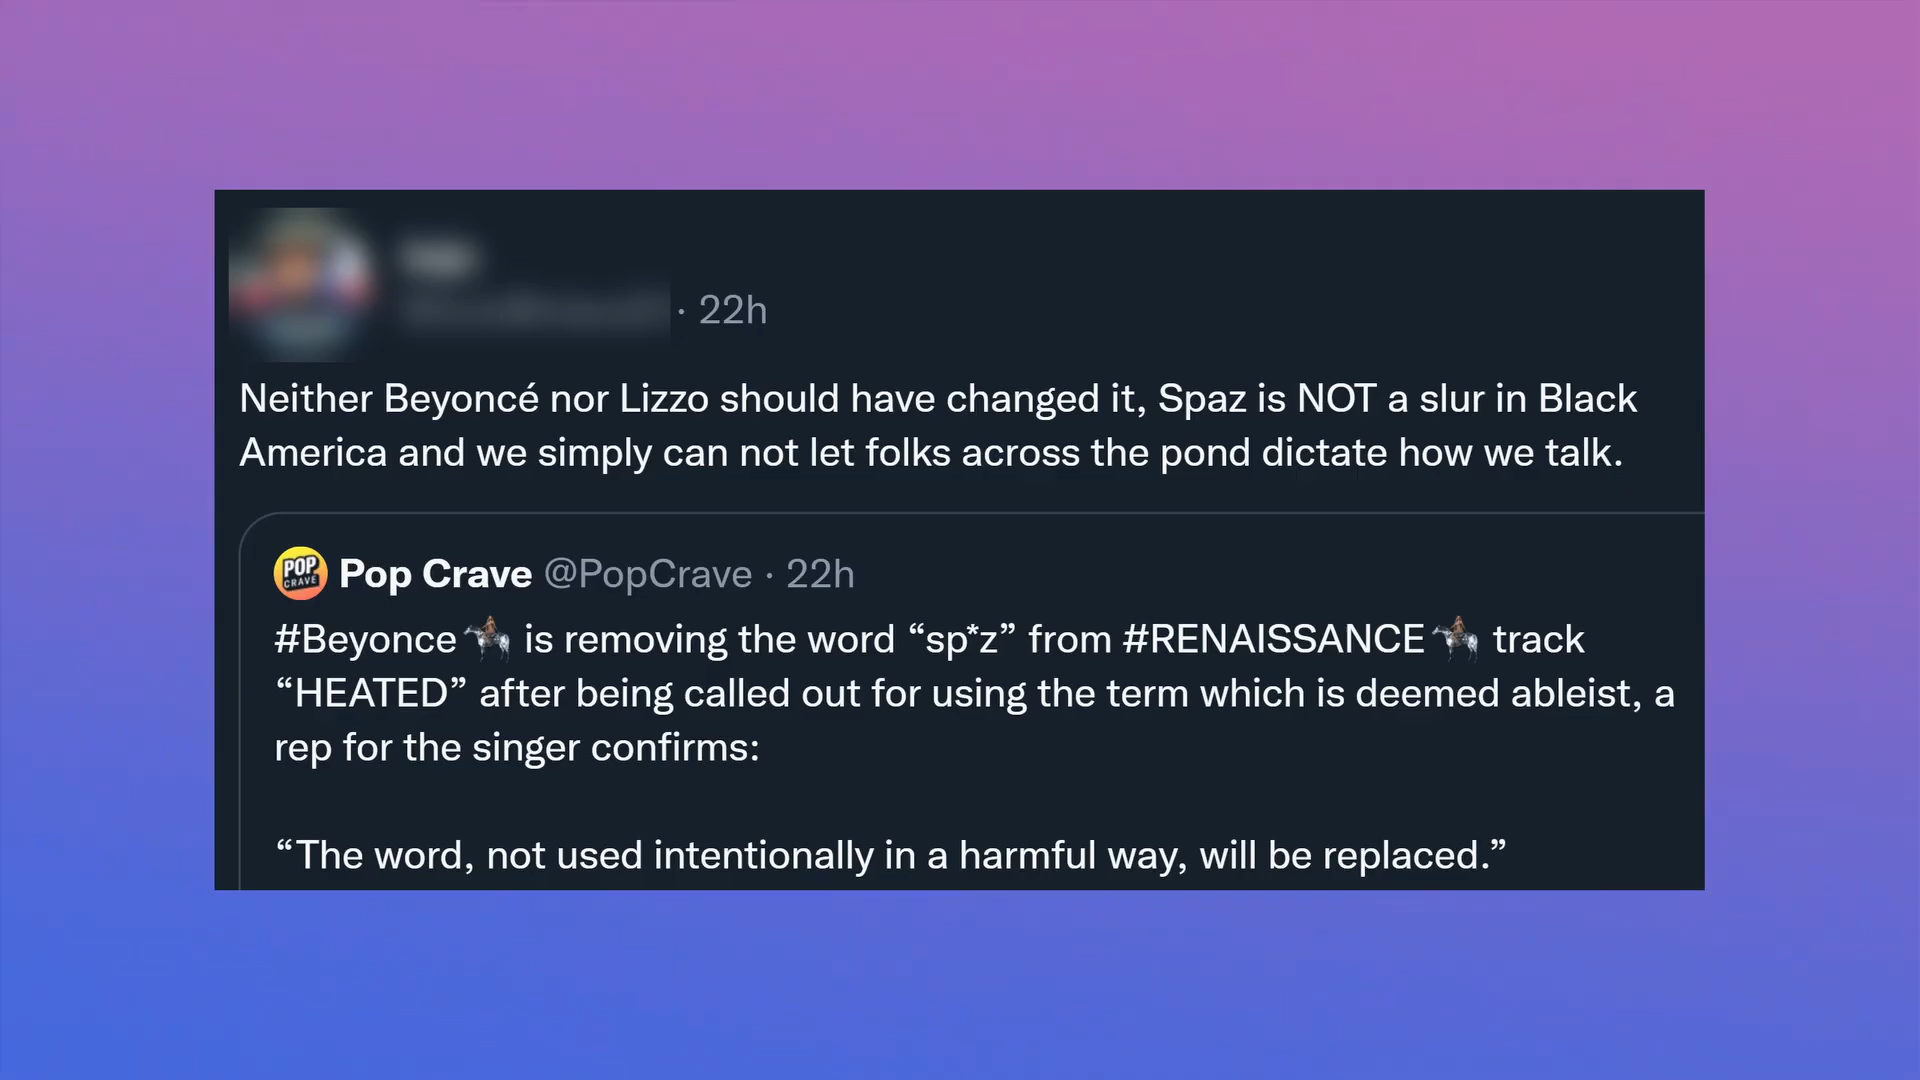 · 22h
Neither Beyoncé nor Lizzo should have changed it, Spaz is NOT a slur in Black
America and we simply can not let folks across the pond dictate how we talk.
POP
CRAVE
Pop Crave @PopCrave · 22h
#Beyonce is removing the word “sp*z” from #RENAISSANCE track
“HEATED” after being called out for using the term which is deemed ableist, a
rep for the singer confirms:
“The word, not used intentionally in a harmful way, will be replaced.”